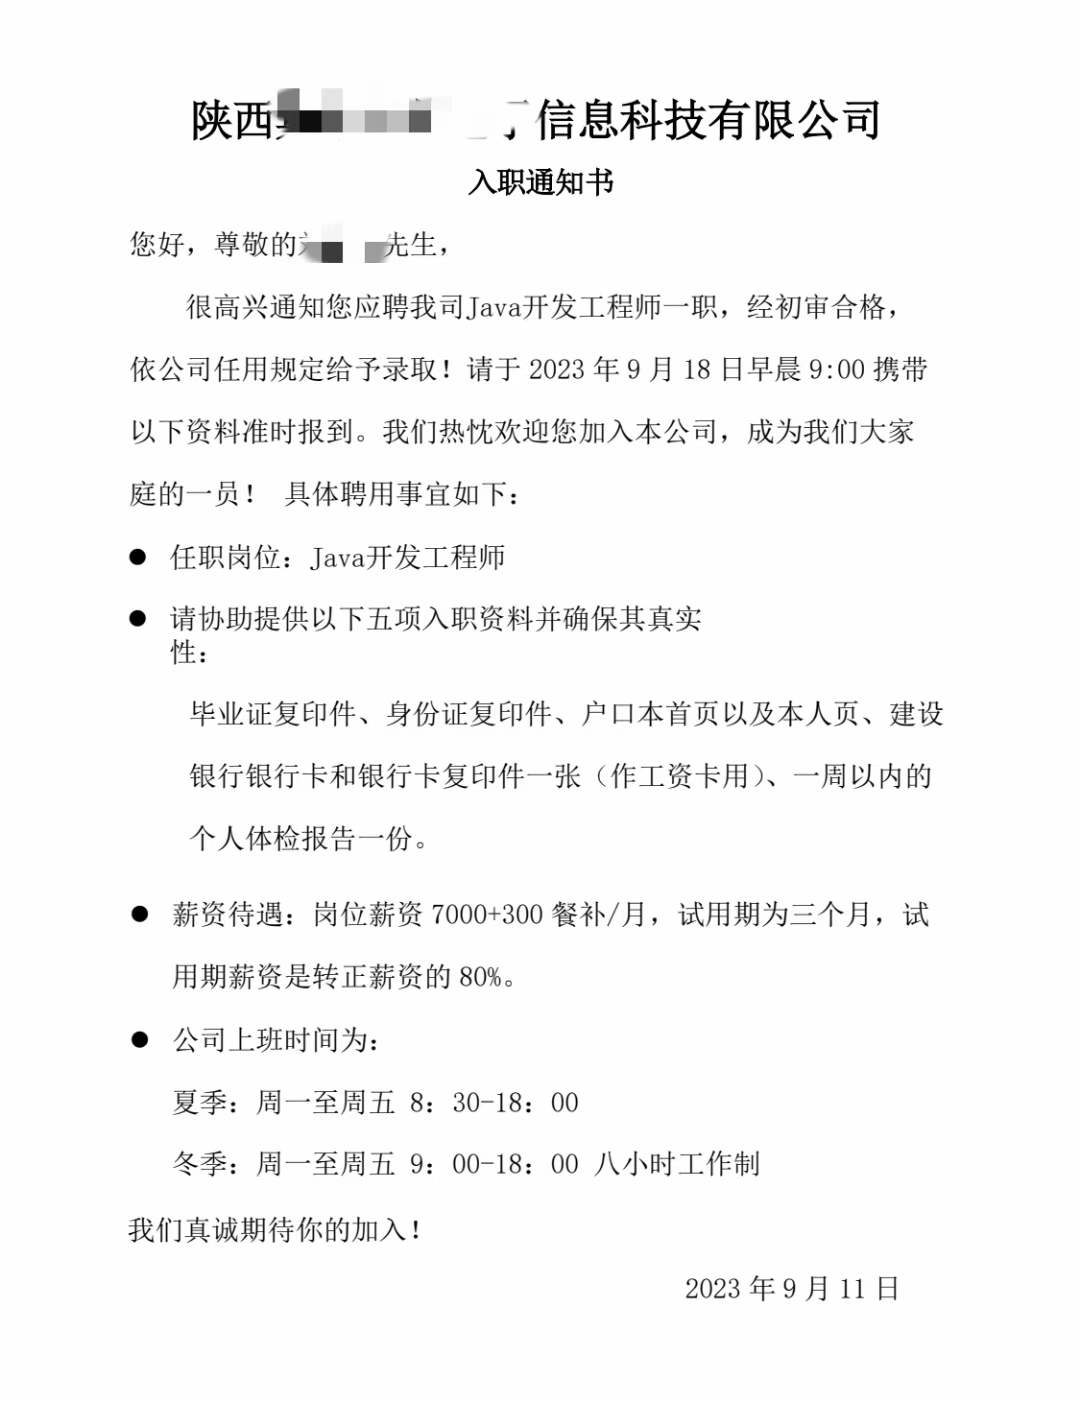 陕西信息科技有限公司
入职通知书
您好，尊敬的先生，
很高兴通知您应聘我司Java开发工程师一职，经初审合格，
依公司任用规定给予录取！请于 2023 年 9 月 18 日早晨 9:00 携带
以下资料准时报到。我们热忱欢迎您加入本公司，成为我们大家
庭的一员！ 具体聘用事宜如下：
● 任职岗位：Java开发工程师
● 请协助提供以下五项入职资料并确保其真实
性：
毕业证复印件、身份证复印件、户口本首页以及本人页、建设
银行银行卡和银行卡复印件一张（作工资卡用）、一周以内的
个人体检报告一份。
● 薪资待遇：岗位薪资 7000+300 餐补/月，试用期为三个月，试
用期薪资是转正薪资的 80%。
● 公司上班时间为：
夏季：周一至周五 8：30-18：00
冬季：周一至周五 9：00-18：00 八小时工作制
我们真诚期待你的加入！
2023 年 9 月 11 日